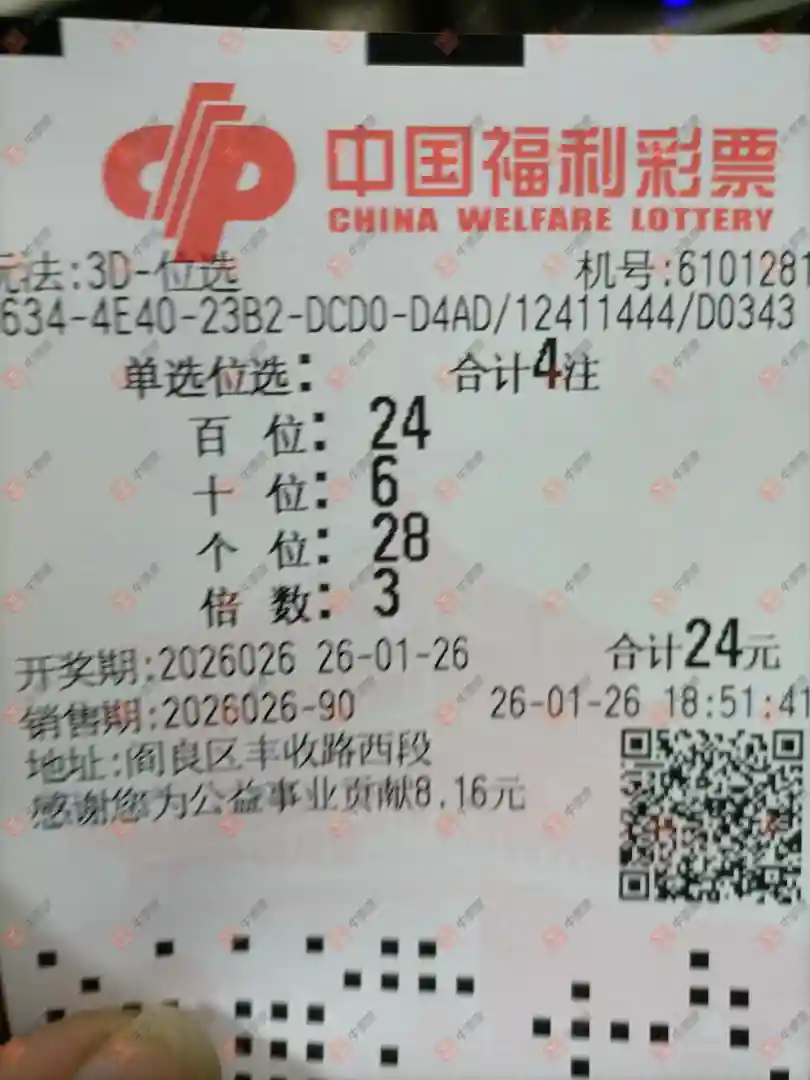 中国福利彩票
CHINA WELFARE LOTTERY
玩法:3D-位选 机号:6101281
634-4E40-23B2-DCD0-D4AD/12411444/D0343
单选位选: 合计4注
百 位: 24
十 位: 6
个 位: 28
倍 数: 3
开奖期:2026026 26-01-26 合计24元
销售期:2026026-90 26-01-26 18:51:41
地址:阎良区丰收路西段
感谢您为公益事业贡献8.16元